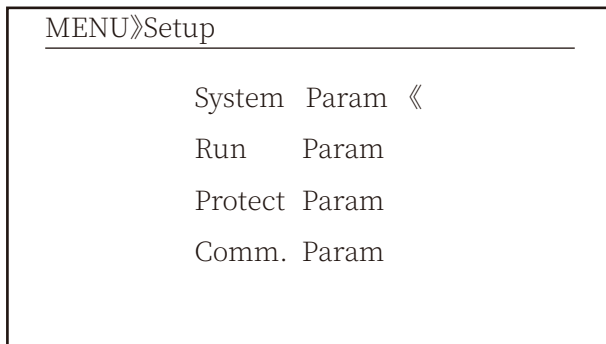 MENU》Setup
System Param 《
Run Param
Protect Param
Comm. Param